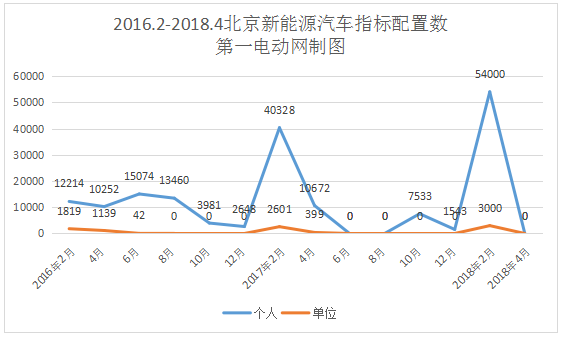 2016.2-2018.4北京新能源汽车指标配置数
第一电动网制图
60000
50000
40000
30000
20000
10000
0
12214
10252
15074
13460
3981
2648
40328
10672
0
0
7533
1543
54000
0
1819
1139
42
0
0
0
2601
399
0
0
0
0
3000
0
2016年2月
4月
6月
8月
10月
12月
2017年2月
4月
6月
8月
10月
12月
2018年2月
2018年4月
个人
单位